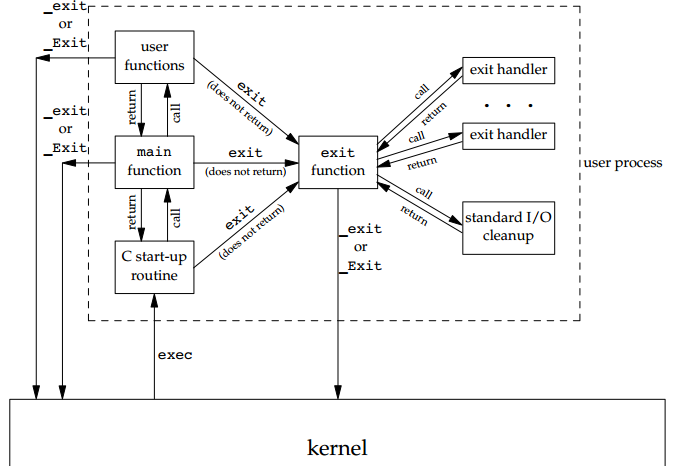 _exit
or
_Exit
user
functions
exit
(does not return)
return
call
_exit
or
_Exit
main
function
exit
(does not return)
exit
function
return
call
exit
(does not return)
C start-up
routine
call
return
exit handler
. . .
call
return
exit handler
call
return
standard I/O
cleanup
user process
_exit
or
_Exit
exec
kernel